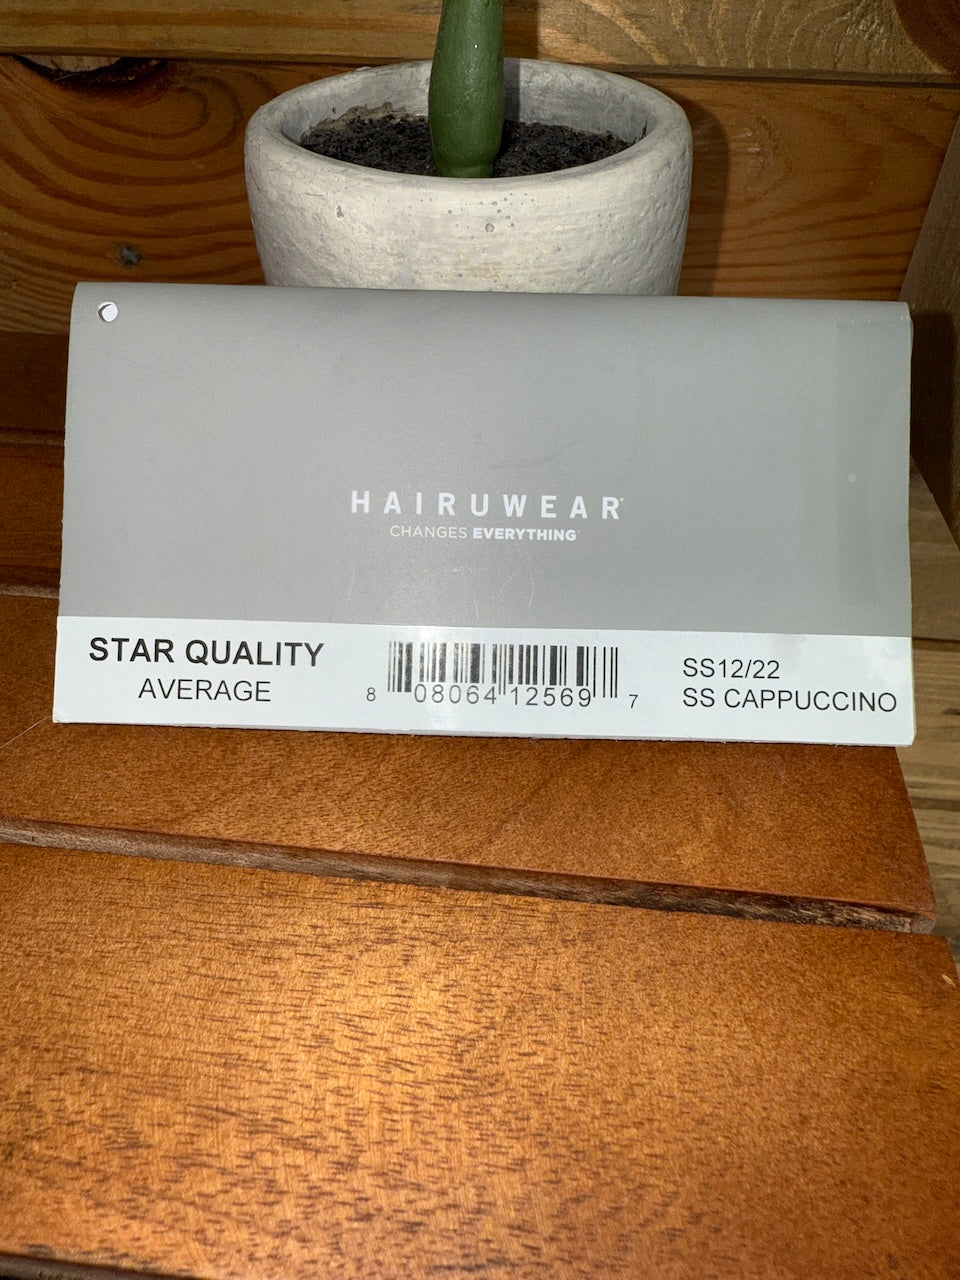 HAIRUWEAR®
CHANGES EVERYTHING
STAR QUALITY
AVERAGE
8 08064 12569 7
SS12/22
SS CAPPUCCINO